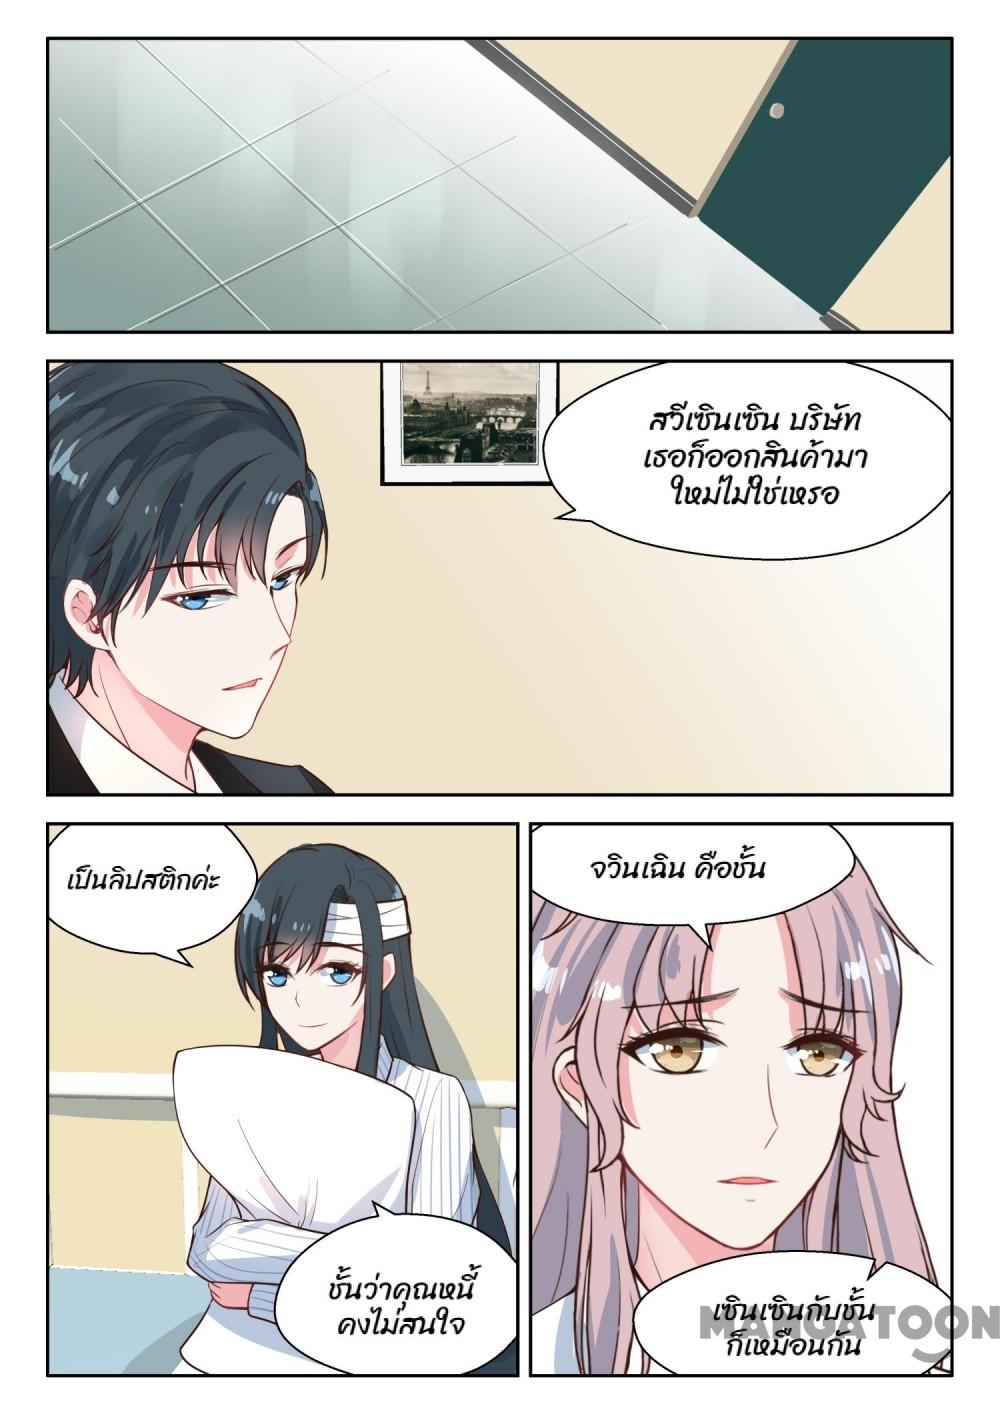 สวีเซินเซิน บริษัท
เธอก็ออกสินค้ามา
ใหม่ไม่ใช่เหรอ
เป็นลิปสติกค่ะ
ชั้นว่าคุณหนี้
คงไม่สนใจ
จวินเฉิน คือชั้น
เซินเซินกับชั้น
ก็เหมือนกัน
MANGATOON